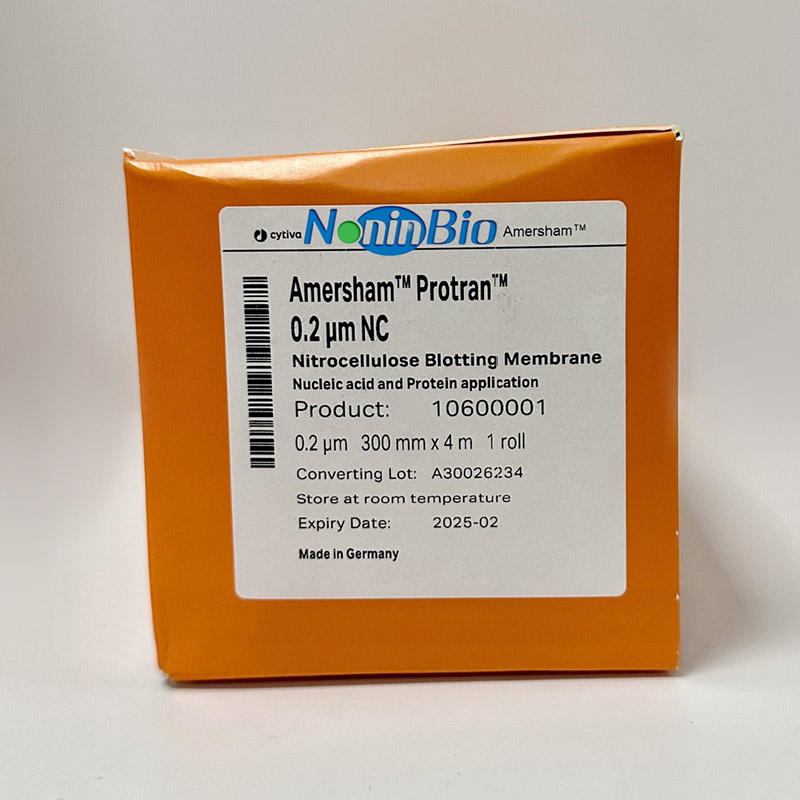 cytiva NoninBio Amersham™
Amersham™ Protran™
0.2 µm NC
Nitrocellulose Blotting Membrane
Nucleic acid and Protein application
Product: 10600001
0.2 µm 300 mm x 4 m 1 roll
Converting Lot: A30026234
Store at room temperature
Expiry Date: 2025-02
Made in Germany